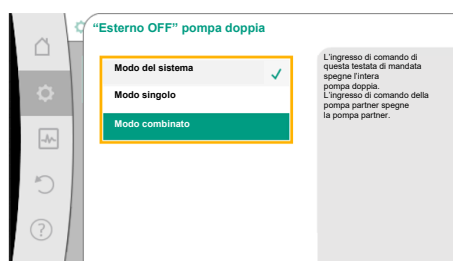 “Esterno OFF” pompa doppia
Modo del sistema
Modo singolo
Modo combinato
L'ingresso di comando di
questa testata di mandata
spegne l'intera
pompa doppia.
L'ingresso di comando della
pompa partner spegne
la pompa partner.
?